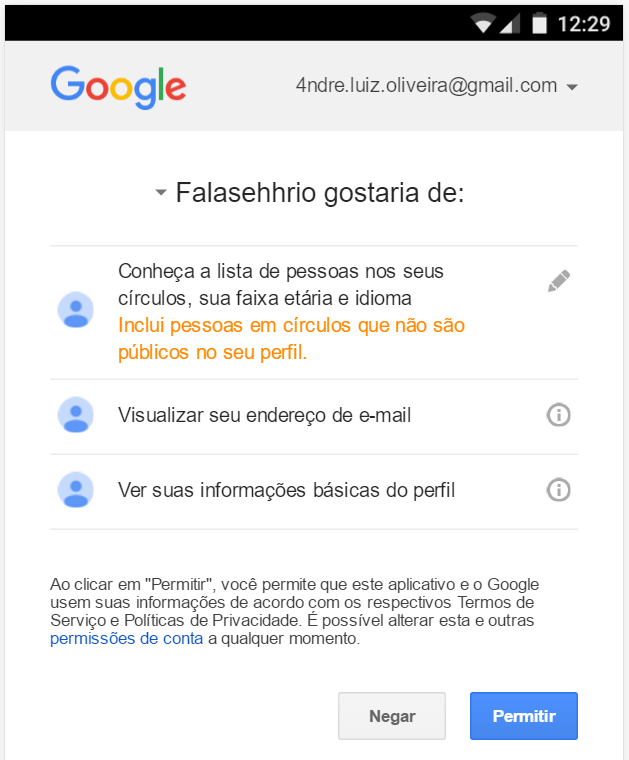 12:29
Google
4ndre.luiz.oliveira@gmail.com
Falasehhrio gostaria de:
Conheça a lista de pessoas nos seus
círculos, sua faixa etária e idioma
Inclui pessoas em círculos que não são
públicos no seu perfil.
Visualizar seu endereço de e-mail
Ver suas informações básicas do perfil
Ao clicar em "Permitir", você permite que este aplicativo e o Google
usem suas informações de acordo com os respectivos Termos de
Serviço e Políticas de Privacidade. É possível alterar esta e outras
permissões de conta a qualquer momento.
Negar
Permitir